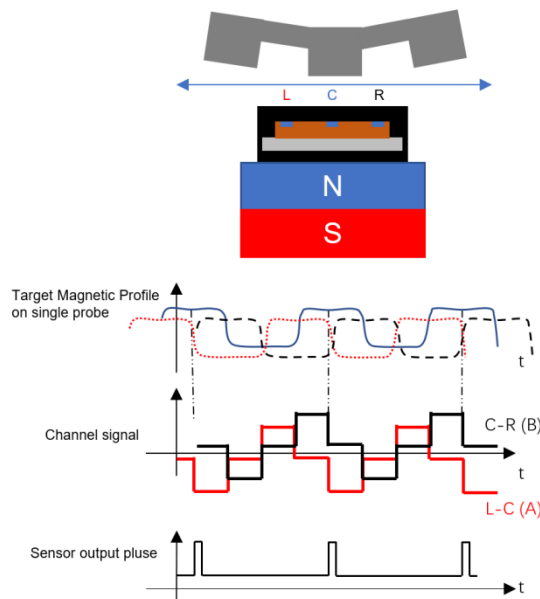 L C R
N
S
Target Magnetic Profile
on single probe
t
C-R (B)
Channel signal
t
L-C (A)
Sensor output pluse
t